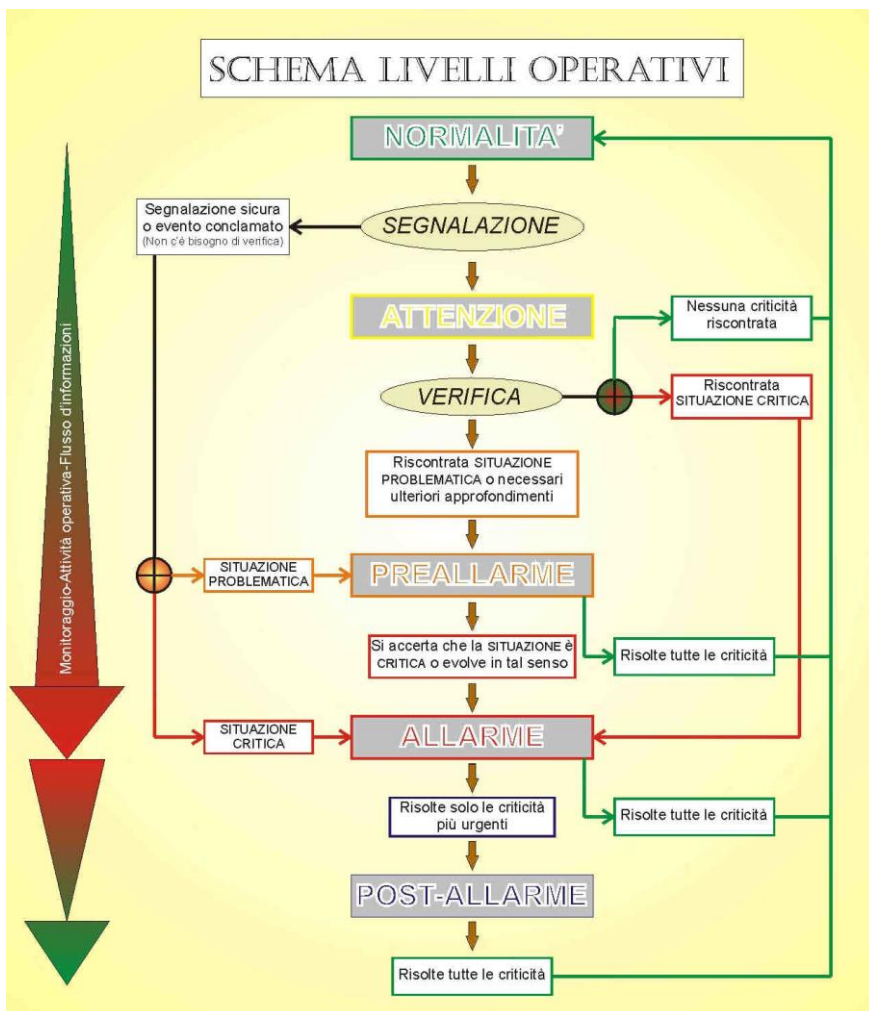 SCHEMA LIVELLI OPERATIVI
NORMALITA'
Segnalazione sicura
o evento conclamato
(Non c'é bisogno di verifica)
SEGNALAZIONE
ATTENZIONE
Nessuna criticità
riscontrata
VERIFICA
Riscontrata
SITUAZIONE CRITICA
Riscontrata SITUAZIONE
PROBLEMATICA o necessari
ulteriori approfondimenti
Monitoraggio-Attività operativa-Flusso d'informazioni
SITUAZIONE
PROBLEMATICA
PREALLARME
Si accerta che la SITUAZIONE è
CRITICA o evolve in tal senso
Risolte tutte le criticità
SITUAZIONE
CRITICA
ALLARME
Risolte solo le criticità
più urgenti
Risolte tutte le criticità
POST-ALLARME
Risolte tutte le criticità